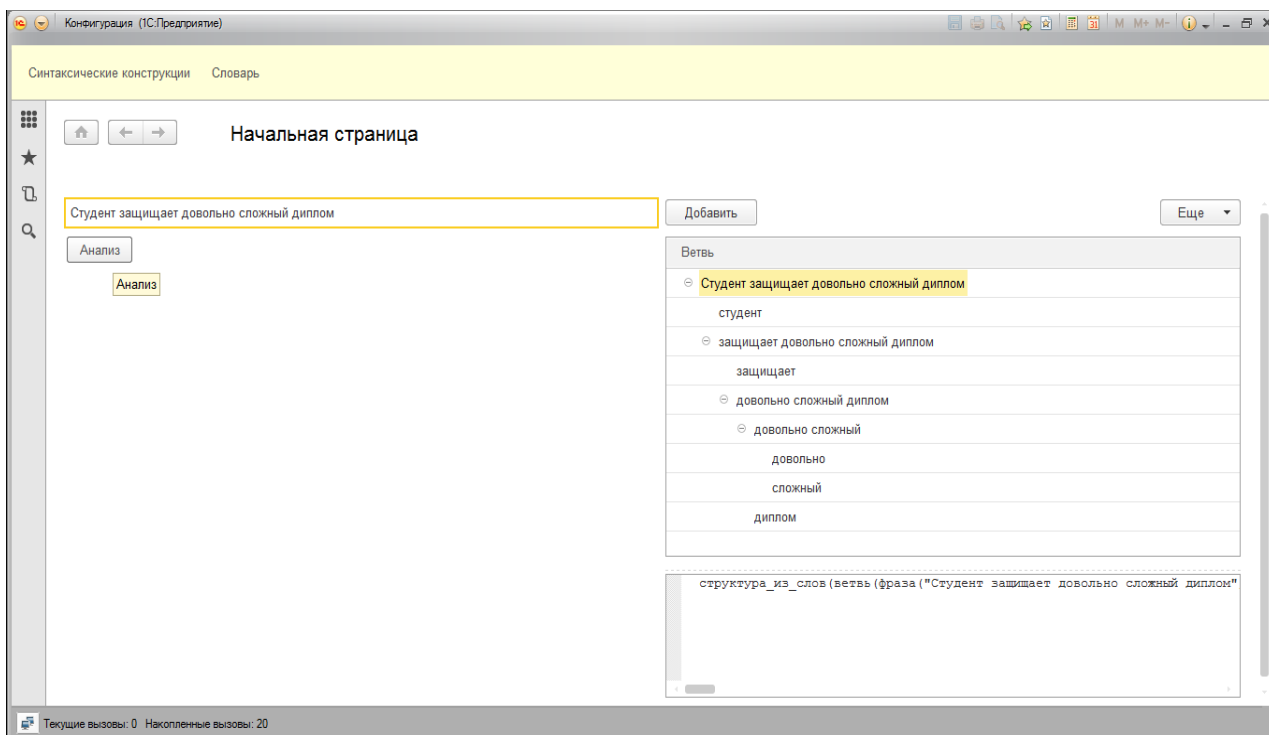 Конфигурация (1С:Предприятие)
M M+ M-
Синтаксические конструкции Словарь
Начальная страница
Студент защищает довольно сложный диплом
Добавить
Еще
Анализ
Анализ
Ветвь
Студент защищает довольно сложный диплом
студент
защищает довольно сложный диплом
защищает
довольно сложный диплом
довольно сложный
довольно
сложный
диплом
структура_из_слов(ветвь(фраза("Студент защищает довольно сложный диплом"
Текущие вызовы: 0 Накопленные вызовы: 20